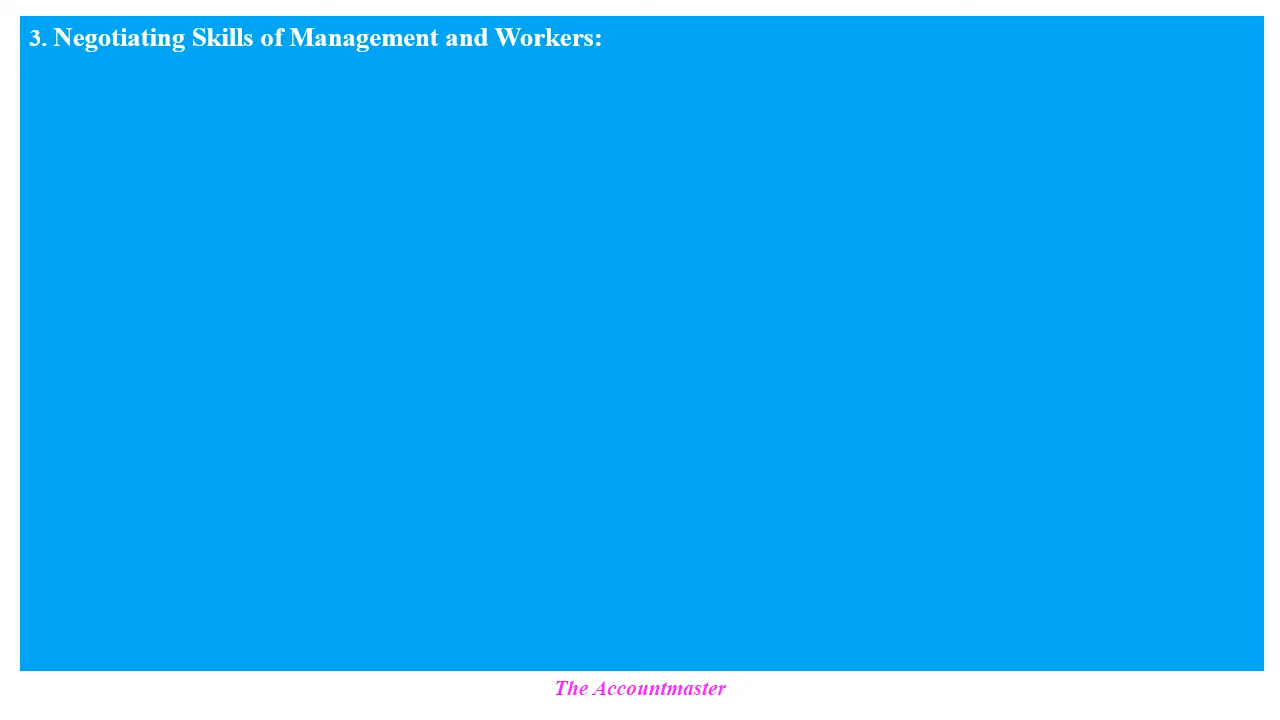 3. Negotiating Skills of Management and Workers:
The Accountmaster